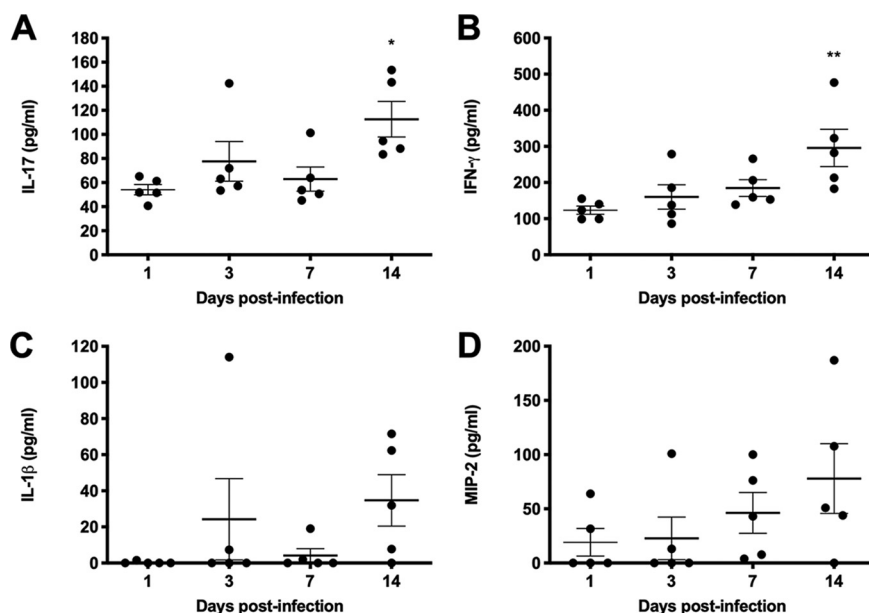 A
B
180
160
140
120
100
80
60
40
20
0
IL-17 (pg/ml)
*
1 3 7 14
Days post-infection
600
500
400
300
200
100
0
IFN-γ (pg/ml)
**
1 3 7 14
Days post-infection
C
D
120
100
80
60
40
20
0
IL-1β (pg/ml)
1 3 7 14
Days post-infection
200
150
100
50
0
MIP-2 (pg/ml)
1 3 7 14
Days post-infection